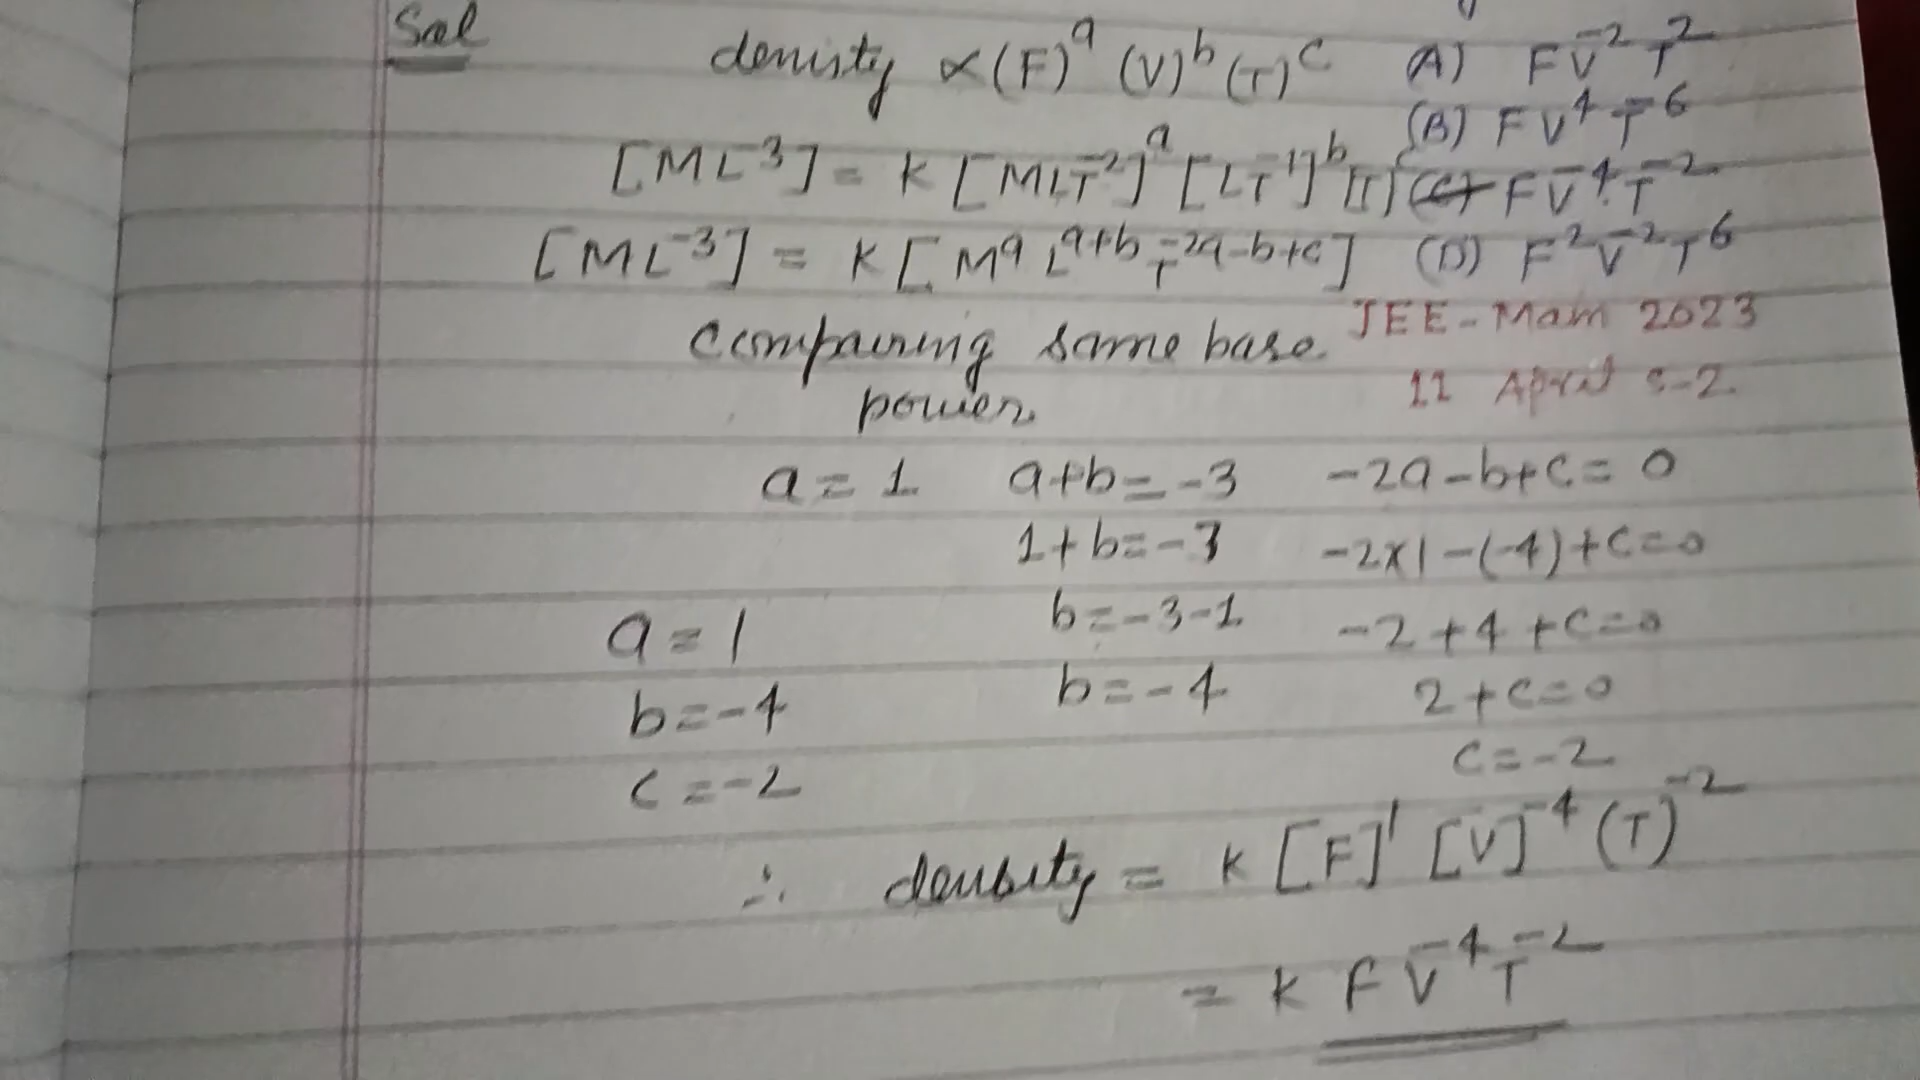 Sol
density ∝ (F)^a (V)^b (T)^c (A) F V^-2 T^2
(B) F V^4 T^-6
[ML^-3] = K [MLT^-2]^a [LT^-1]^b [T]^c (C) F V^-4 T^-2
[ML^-3] = K [M^a L^a+b T^-2a-b+c] (D) F^2 V^-2 T^6
comparing same base JEE-Main 2023
power 11 April S-2
a = 1 a+b = -3 -2a-b+c = 0
1+b = -3 -2×1-(-4)+c=0
a = 1 b = -3-1 -2+4+c=0
b = -4 b = -4 2+c=0
c = -2 c = -2
∴ density = K [F]^1 [V]^-4 (T)^-2
= K F V^-4 T^-2